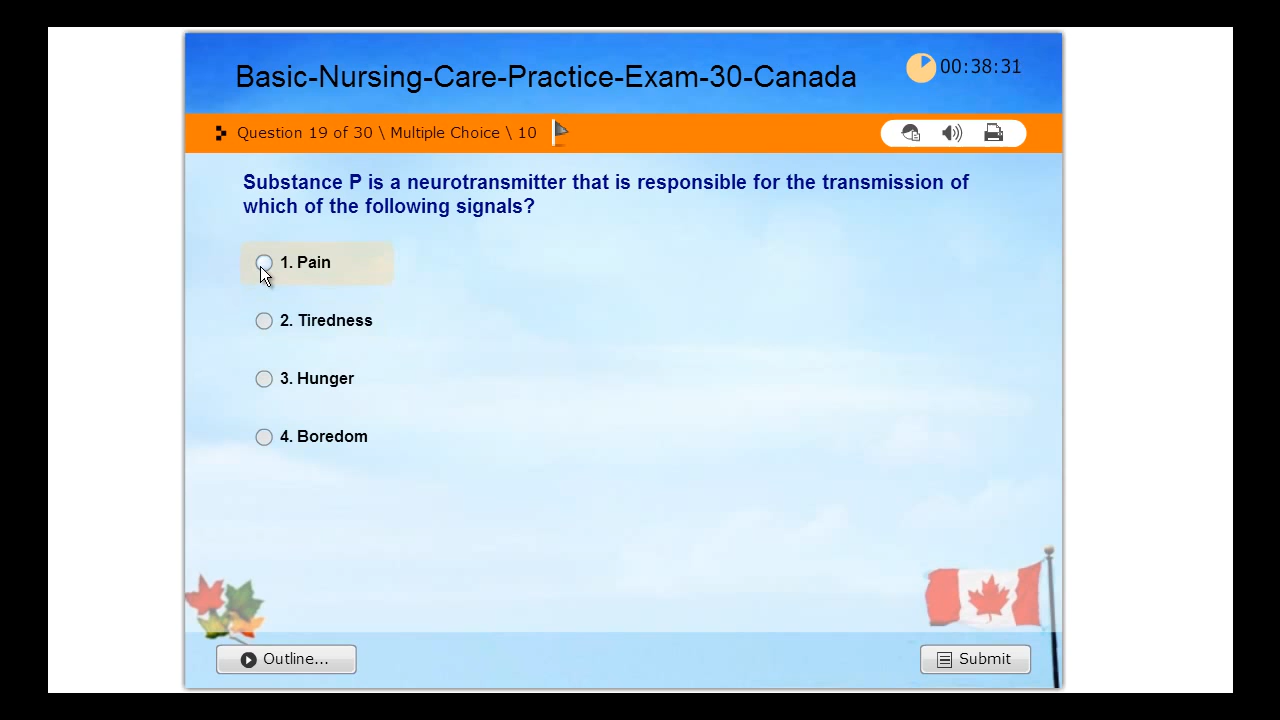 Basic-Nursing-Care-Practice-Exam-30-Canada
00:38:31
Question 19 of 30 \ Multiple Choice \ 10
Substance P is a neurotransmitter that is responsible for the transmission of
which of the following signals?
1. Pain
2. Tiredness
3. Hunger
4. Boredom
Outline...
Submit